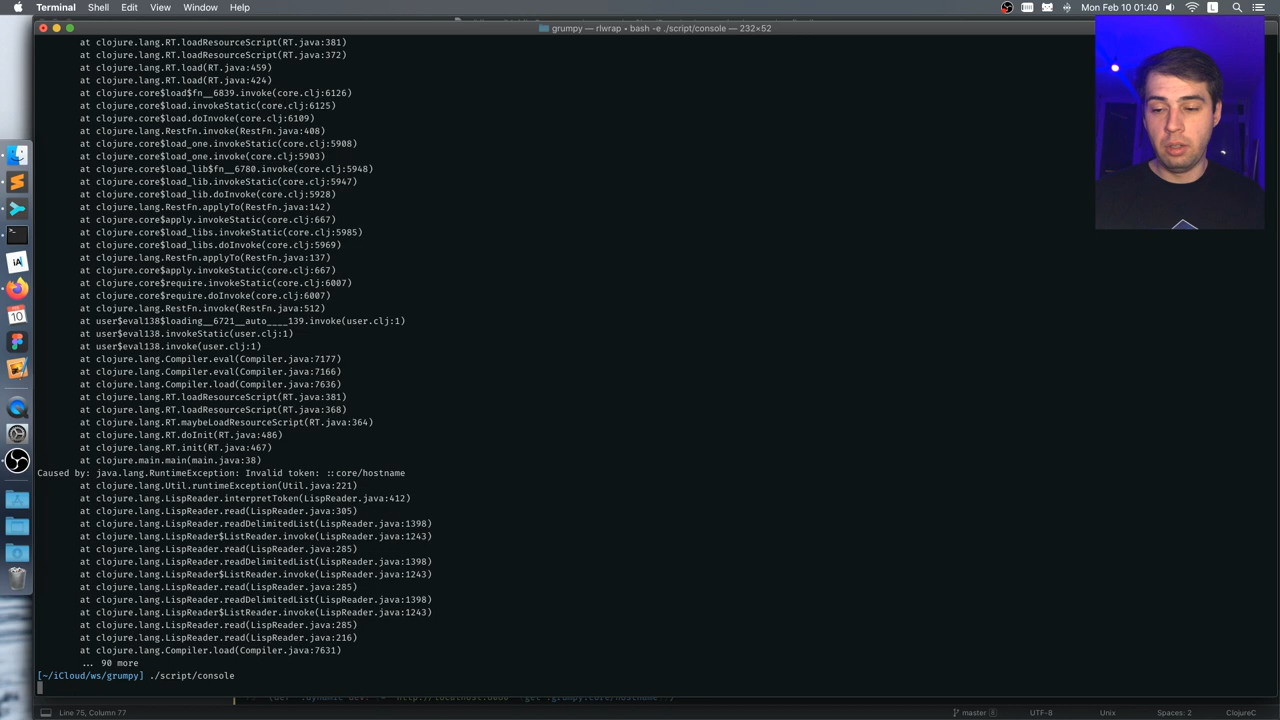 Terminal Shell Edit View Window Help
Mon Feb 10 01:40
grumpy — rlwrap • bash -e ./script/console — 232×52
at clojure.lang.RT.loadResourceScript(RT.java:381)
at clojure.lang.RT.loadResourceScript(RT.java:372)
at clojure.lang.RT.load(RT.java:459)
at clojure.lang.RT.load(RT.java:424)
at clojure.core$load$fn__6839.invoke(core.clj:6126)
at clojure.core$load.invokeStatic(core.clj:6125)
at clojure.core$load.doInvoke(core.clj:6109)
at clojure.lang.RestFn.invoke(RestFn.java:408)
at clojure.core$load_one.invokeStatic(core.clj:5908)
at clojure.core$load_one.invoke(core.clj:5903)
at clojure.core$load_lib$fn__6780.invoke(core.clj:5948)
at clojure.core$load_lib.invokeStatic(core.clj:5947)
at clojure.core$load_lib.doInvoke(core.clj:5928)
at clojure.lang.RestFn.applyTo(RestFn.java:142)
at clojure.core$apply.invokeStatic(core.clj:667)
at clojure.core$load_libs.invokeStatic(core.clj:5985)
at clojure.core$load_libs.doInvoke(core.clj:5969)
at clojure.lang.RestFn.applyTo(RestFn.java:137)
at clojure.core$apply.invokeStatic(core.clj:667)
at clojure.core$require.invokeStatic(core.clj:6007)
at clojure.core$require.doInvoke(core.clj:6007)
at clojure.lang.RestFn.invoke(RestFn.java:512)
at user$eval138$loading__6721__auto____139.invoke(user.clj:1)
at user$eval138.invokeStatic(user.clj:1)
at user$eval138.invoke(user.clj:1)
at clojure.lang.Compiler.eval(Compiler.java:7177)
at clojure.lang.Compiler.eval(Compiler.java:7166)
at clojure.lang.Compiler.load(Compiler.java:7636)
at clojure.lang.RT.loadResourceScript(RT.java:381)
at clojure.lang.RT.loadResourceScript(RT.java:368)
at clojure.lang.RT.maybeLoadResourceScript(RT.java:364)
at clojure.lang.RT.doInit(RT.java:486)
at clojure.lang.RT.init(RT.java:467)
at clojure.main.main(main.java:38)
Caused by: java.lang.RuntimeException: Invalid token: ::core/hostname
at clojure.lang.Util.runtimeException(Util.java:221)
at clojure.lang.LispReader.interpretToken(LispReader.java:412)
at clojure.lang.LispReader.read(LispReader.java:305)
at clojure.lang.LispReader.readDelimitedList(LispReader.java:1398)
at clojure.lang.LispReader$ListReader.invoke(LispReader.java:1243)
at clojure.lang.LispReader.read(LispReader.java:285)
at clojure.lang.LispReader.readDelimitedList(LispReader.java:1398)
at clojure.lang.LispReader$ListReader.invoke(LispReader.java:1243)
at clojure.lang.LispReader.read(LispReader.java:285)
at clojure.lang.LispReader.readDelimitedList(LispReader.java:1398)
at clojure.lang.LispReader$ListReader.invoke(LispReader.java:1243)
at clojure.lang.LispReader.read(LispReader.java:285)
at clojure.lang.LispReader.read(LispReader.java:216)
at clojure.lang.Compiler.load(Compiler.java:7631)
... 90 more
[~/iCloud/ws/grumpy] ./script/console
Line 75, Column 77
master
UTF-8
Unix
Spaces: 2
ClojureC